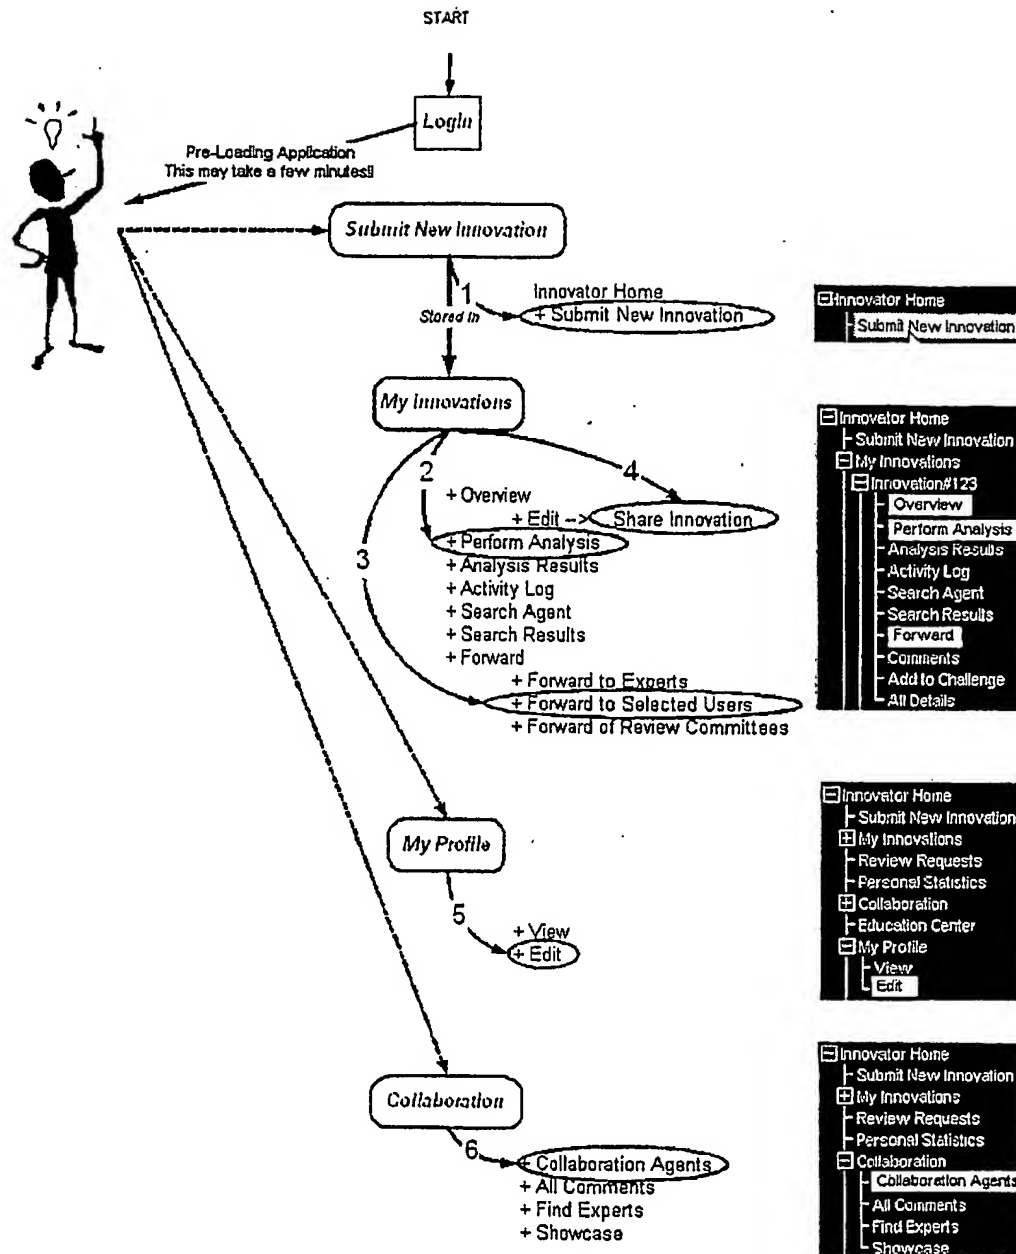 START
LogIn
Pre-Loading Application
This may take a few minutes!!
Submit New Innovation
1
Stored In
Innovator Home
+ Submit New Innovation
My Innovations
2
3
4
+ Overview
+ Edit --> Share Innovation
+ Perform Analysis
+ Analysis Results
+ Activity Log
+ Search Agent
+ Search Results
+ Forward
+ Forward to Experts
+ Forward to Selected Users
+ Forward of Review Committees
My Profile
5
+ View
+ Edit
Collaboration
6
+ Collaboration Agents
+ All Comments
+ Find Experts
+ Showcase
Innovator Home
Submit New Innovation
Innovator Home
Submit New Innovation
My Innovations
Innovation#123
Overview
Perform Analysis
Analysis Results
Activity Log
Search Agent
Search Results
Forward
Comments
Add to Challenge
All Details
Innovator Home
Submit New Innovation
My Innovations
Review Requests
Personal Statistics
Collaboration
Education Center
My Profile
View
Edit
Innovator Home
Submit New Innovation
My Innovations
Review Requests
Personal Statistics
Collaboration
Collaboration Agents
All Comments
Find Experts
Showcase